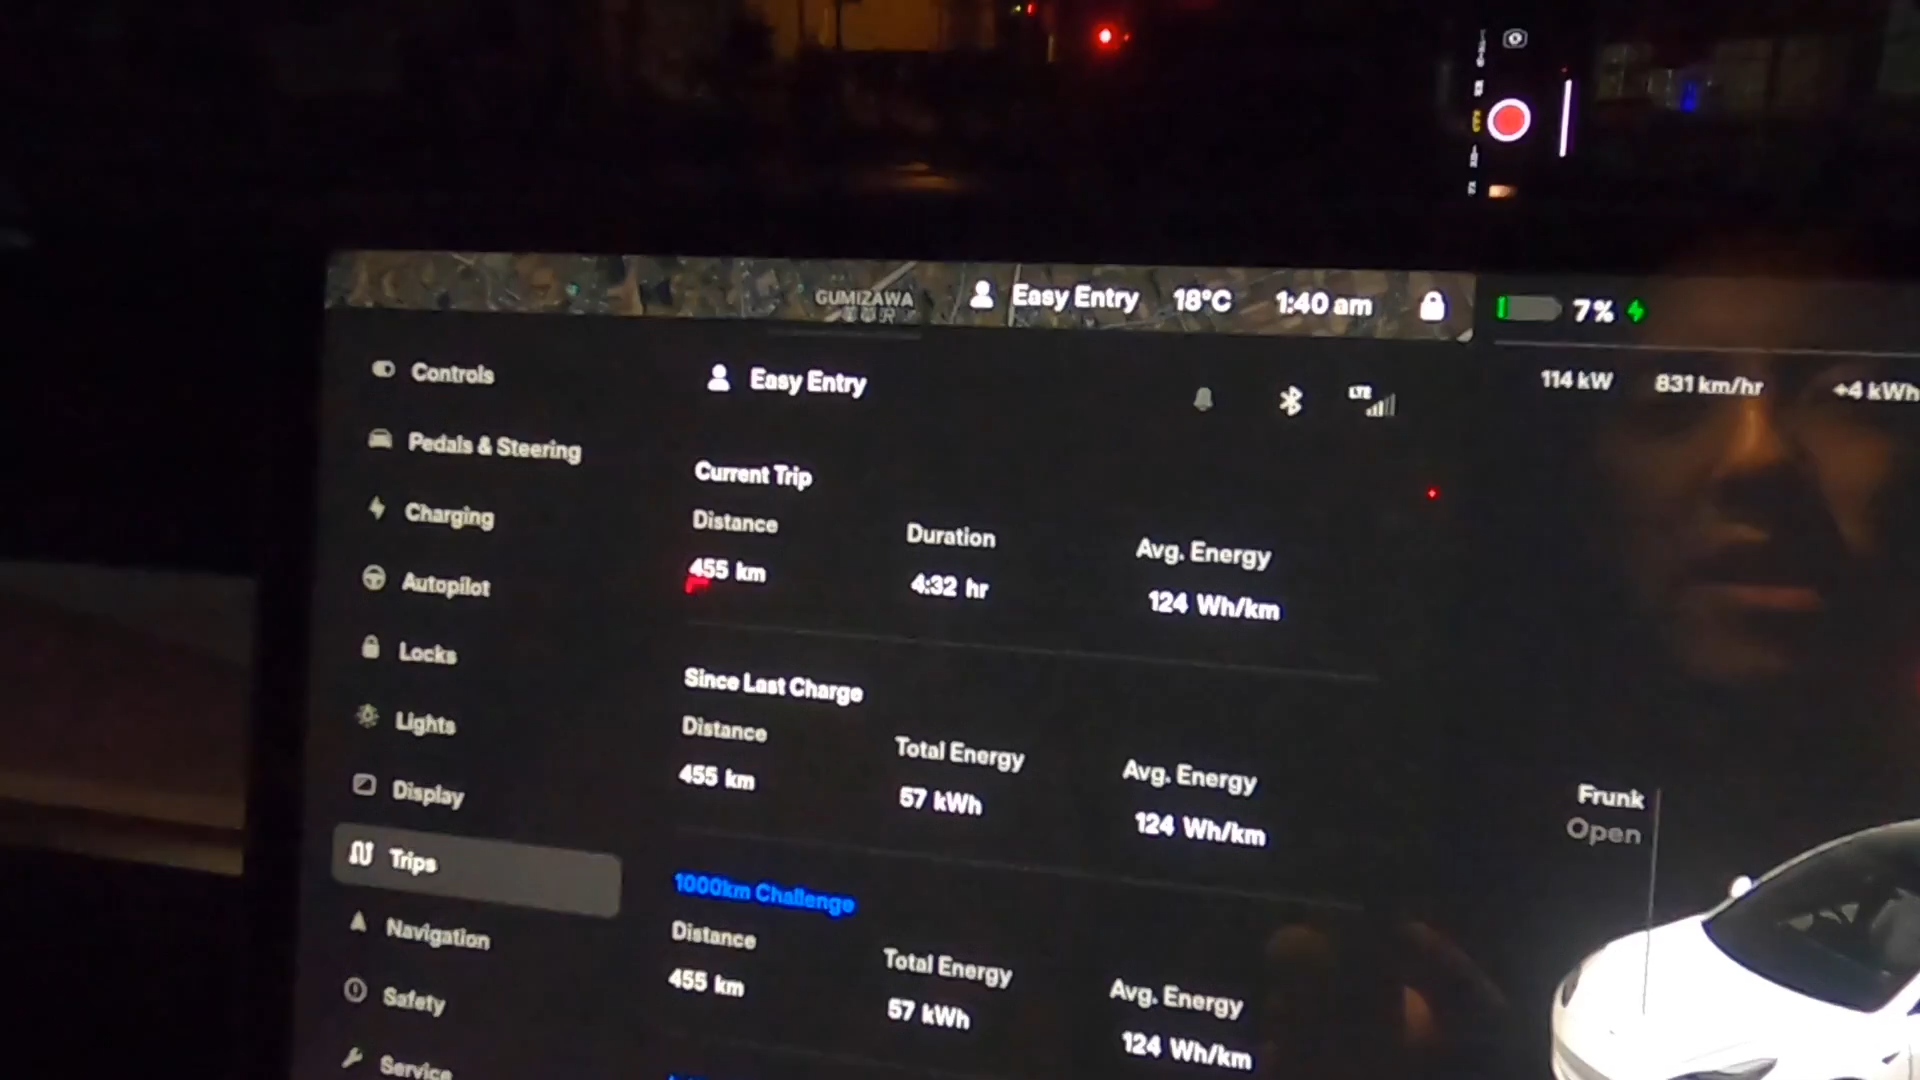 GUMIZAWA
Easy Entry 18°C 1:40 am
7%
114 kW 831 km/hr +4 kWh
Controls
Pedals & Steering
Charging
Autopilot
Locks
Lights
Display
Trips
Navigation
Safety
Service
Easy Entry
LTE
Current Trip
Distance Duration Avg. Energy
455 km 4:32 hr 124 Wh/km
Since Last Charge
Distance Total Energy Avg. Energy
455 km 57 kWh 124 Wh/km
1000km Challenge
Distance Total Energy Avg. Energy
455 km 57 kWh 124 Wh/km
Frunk
Open